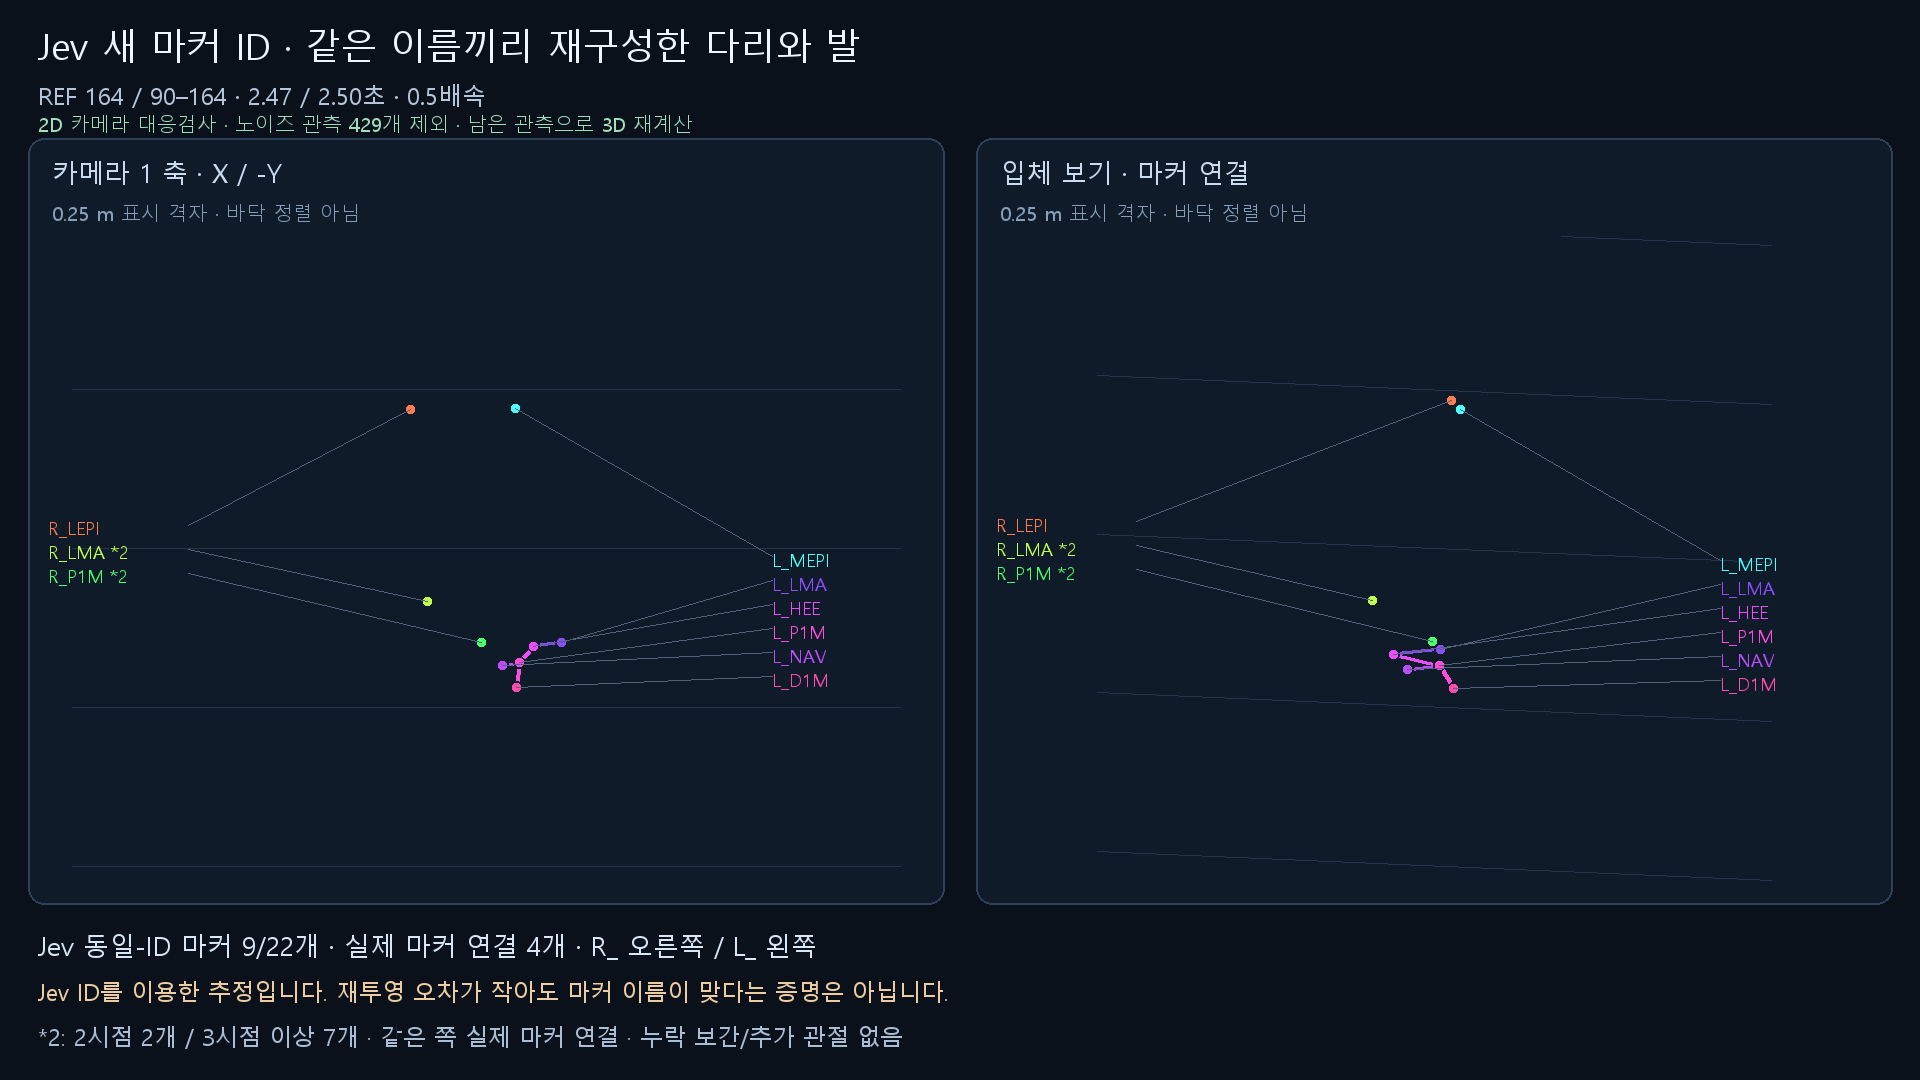 Jev 새 마커 ID · 같은 이름끼리 재구성한 다리와 발
REF 164 / 90–164 · 2.47 / 2.50초 · 0.5배속
2D 카메라 대응검사 · 노이즈 관측 429개 제외 · 남은 관측으로 3D 재계산
카메라 1 축 · X / -Y
0.25 m 표시 격자 · 바닥 정렬 아님
R_LEPI
R_LMA *2
R_P1M *2
L_MEPI
L_LMA
L_HEE
L_P1M
L_NAV
L_D1M
입체 보기 · 마커 연결
0.25 m 표시 격자 · 바닥 정렬 아님
R_LEPI
R_LMA *2
R_P1M *2
L_MEPI
L_LMA
L_HEE
L_P1M
L_NAV
L_D1M
Jev 동일-ID 마커 9/22개 · 실제 마커 연결 4개 · R_ 오른쪽 / L_ 왼쪽
Jev ID를 이용한 추정입니다. 재투영 오차가 작아도 마커 이름이 맞다는 증명은 아닙니다.
*2: 2시점 2개 / 3시점 이상 7개 · 같은 쪽 실제 마커 연결 · 누락 보간/추가 관절 없음